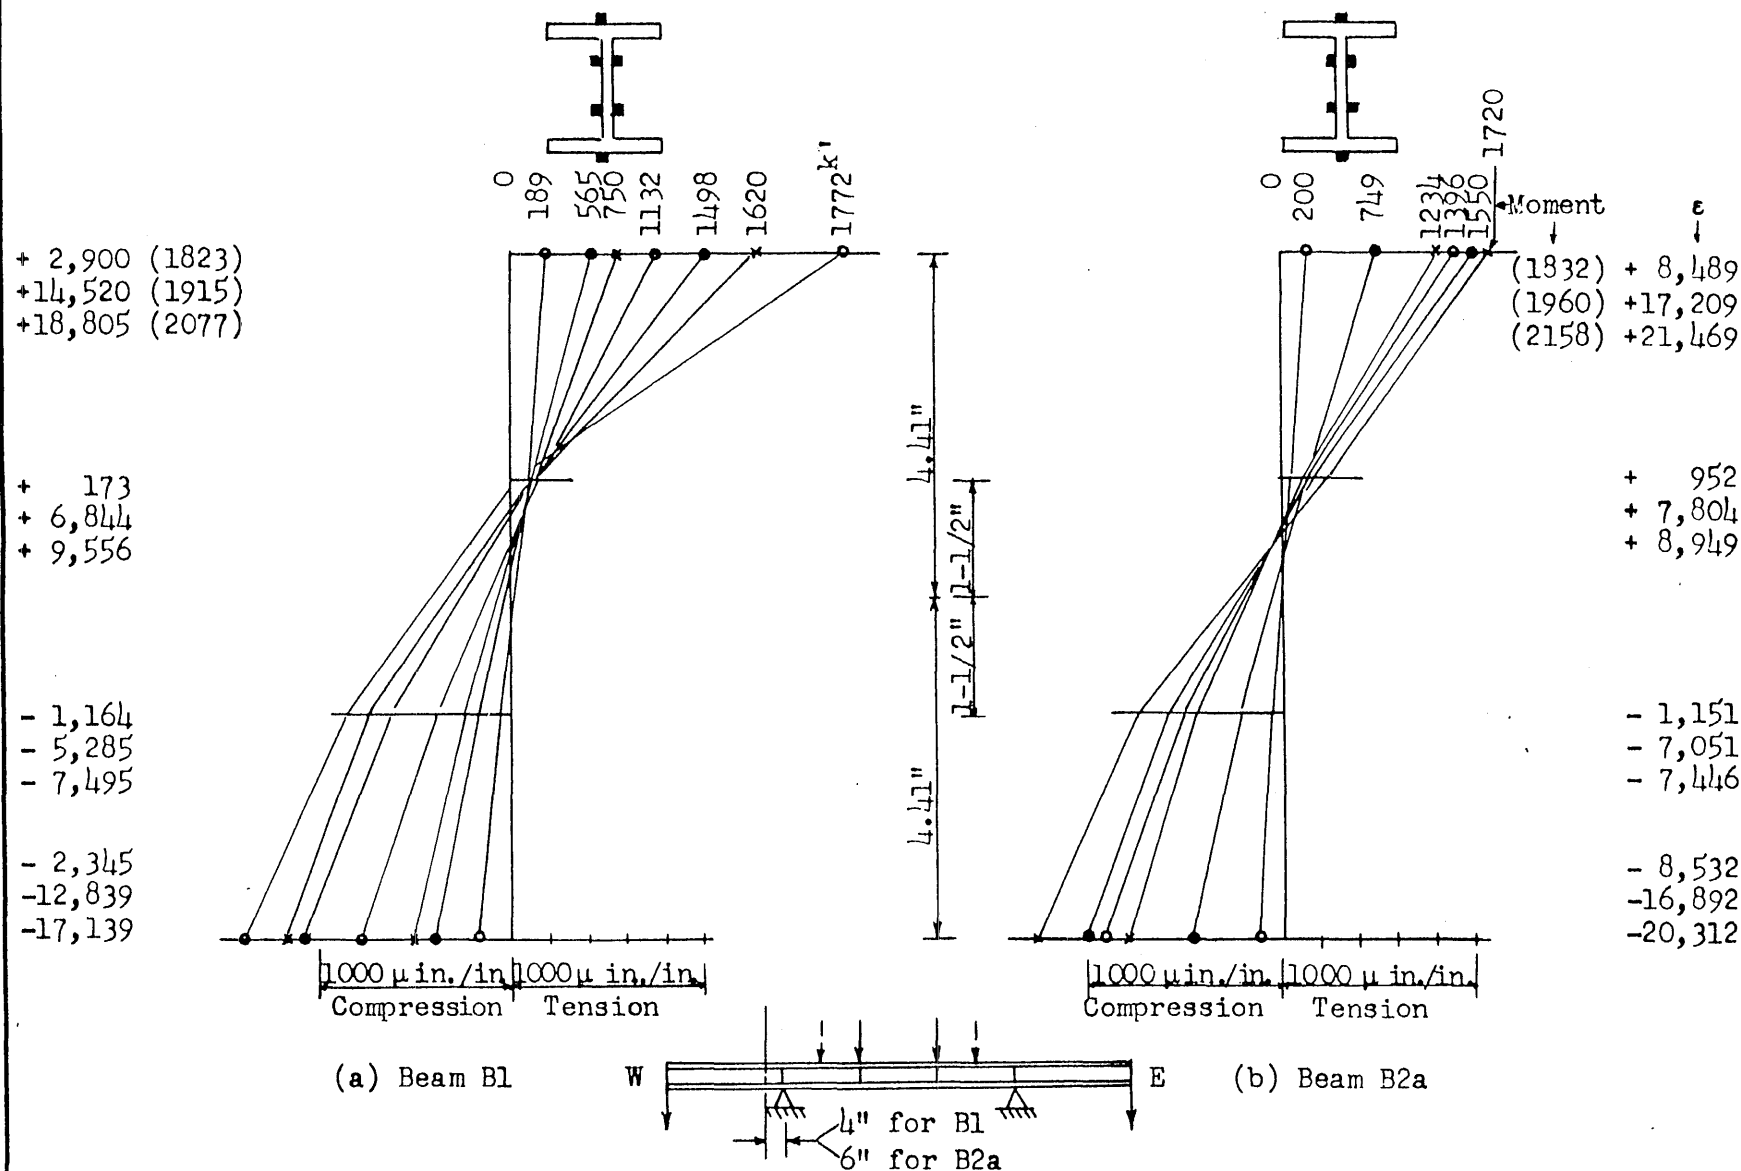 0 189 565 750 1132 1498 1620 1772k'
0 200 749 1234 1396 1550 1720
Moment ε
+ 2,900 (1823)
+14,520 (1915)
+18,805 (2077)
(1832) + 8,489
(1960) +17,209
(2158) +21,469
+ 173
+ 6,844
+ 9,556
4.41"
1-1/2"
+ 952
+ 7,804
+ 8,949
1-1/2"
- 1,164
- 5,285
- 7,495
4.41"
- 1,151
- 7,051
- 7,446
- 2,345
-12,839
-17,139
- 8,532
-16,892
-20,312
1000 μ in./in. 1000 μ in./in.
Compression Tension
1000 μ in./in. 1000 μ in./in.
Compression Tension
(a) Beam B1
W E
(b) Beam B2a
4" for B1
6" for B2a